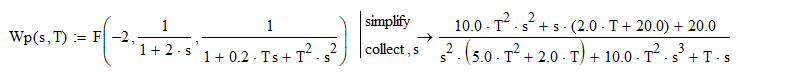 Wp(s,T) := F(-2, 1/(1 + 2·s), 1/(1 + 0.2·Ts + T²·s²)) | simplify collect,s → (10.0·T²·s² + s·(2.0·T + 20.0) + 20.0)/(s²·(5.0·T² + 2.0·T) + 10.0·T²·s³ + T·s)